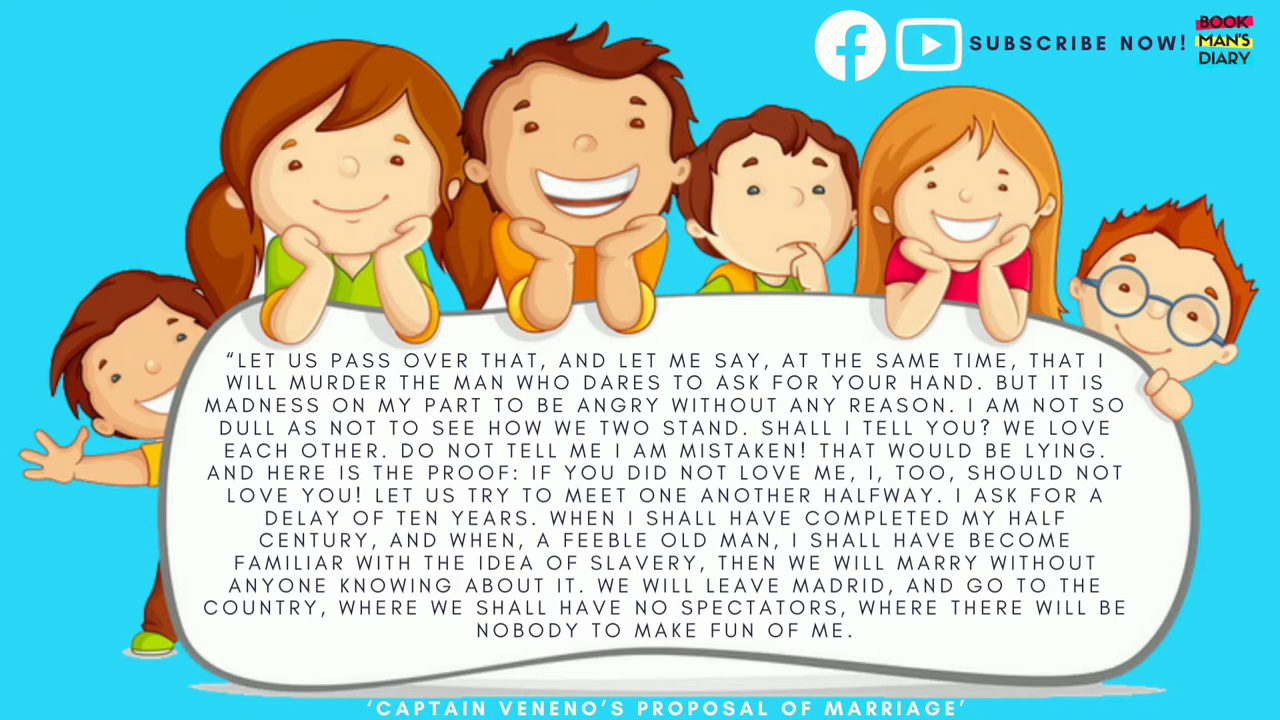 SUBSCRIBE NOW!
BOOK
MAN'S
DIARY
“LET US PASS OVER THAT, AND LET ME SAY, AT THE SAME TIME, THAT I
WILL MURDER THE MAN WHO DARES TO ASK FOR YOUR HAND. BUT IT IS
MADNESS ON MY PART TO BE ANGRY WITHOUT ANY REASON. I AM NOT SO
DULL AS NOT TO SEE HOW WE TWO STAND. SHALL I TELL YOU? WE LOVE
EACH OTHER. DO NOT TELL ME I AM MISTAKEN! THAT WOULD BE LYING.
AND HERE IS THE PROOF: IF YOU DID NOT LOVE ME, I, TOO, SHOULD NOT
LOVE YOU! LET US TRY TO MEET ONE ANOTHER HALFWAY. I ASK FOR A
DELAY OF TEN YEARS. WHEN I SHALL HAVE COMPLETED MY HALF
CENTURY, AND WHEN, A FEEBLE OLD MAN, I SHALL HAVE BECOME
FAMILIAR WITH THE IDEA OF SLAVERY, THEN WE WILL MARRY WITHOUT
ANYONE KNOWING ABOUT IT. WE WILL LEAVE MADRID, AND GO TO THE
COUNTRY, WHERE WE SHALL HAVE NO SPECTATORS, WHERE THERE WILL BE
NOBODY TO MAKE FUN OF ME.
‘CAPTAIN VENENO’S PROPOSAL OF MARRIAGE’